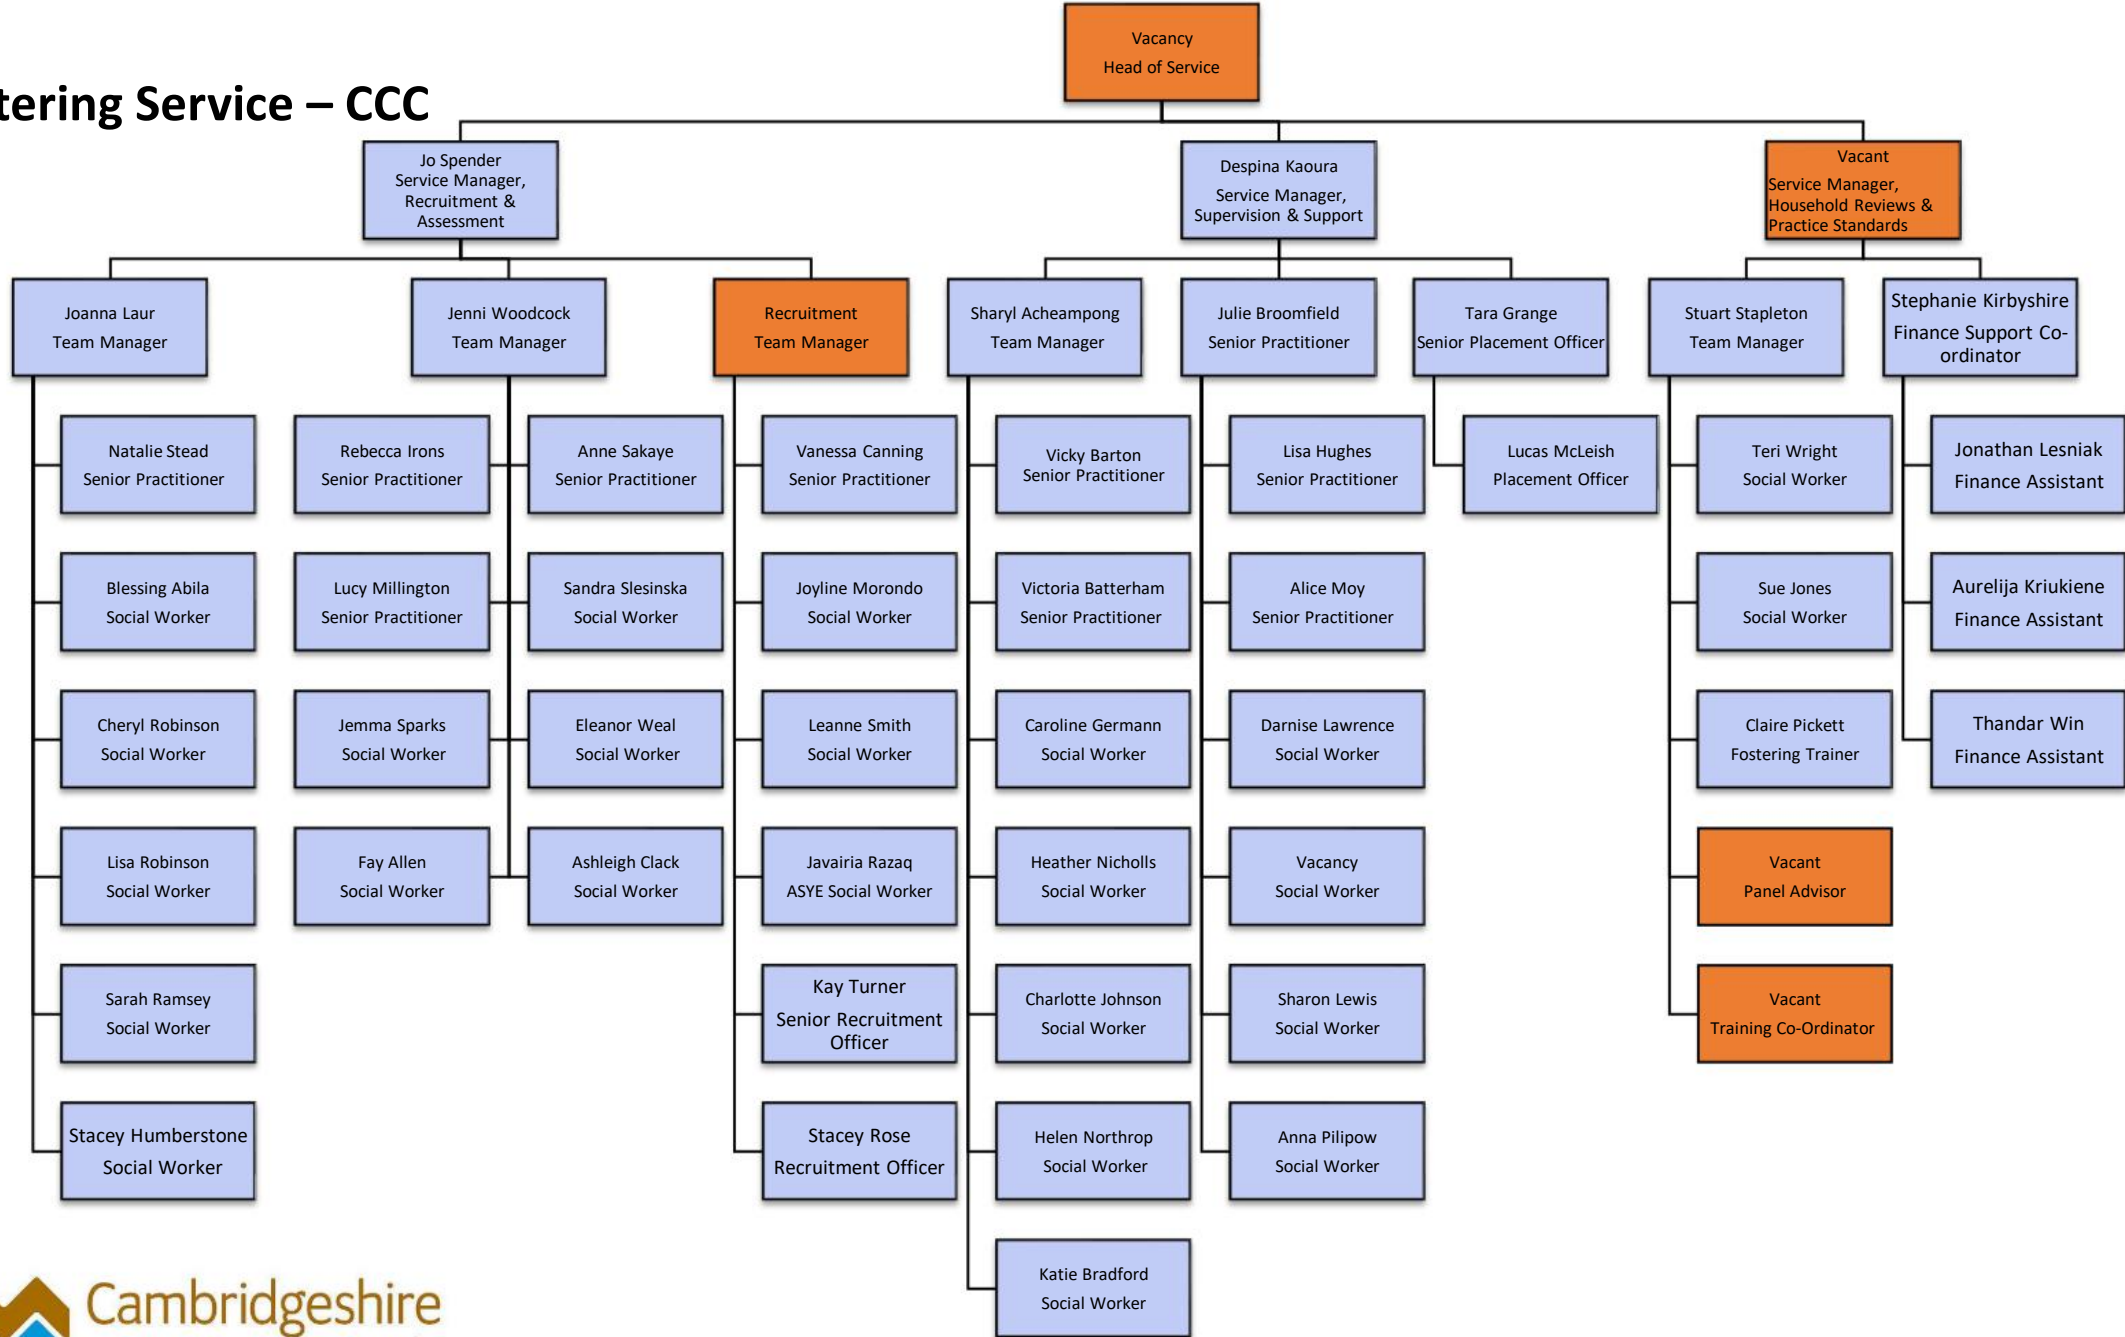 Vacancy
Head of Service
tering Service – CCC
Jo Spender
Service Manager,
Recruitment &
Assessment
Despina Kaoura
Service Manager,
Supervision & Support
Vacant
Service Manager,
Household Reviews &
Practice Standards
Joanna Laur
Team Manager
Jenni Woodcock
Team Manager
Recruitment
Team Manager
Sharyl Acheampong
Team Manager
Julie Broomfield
Senior Practitioner
Tara Grange
Senior Placement Officer
Stuart Stapleton
Team Manager
Stephanie Kirbyshire
Finance Support Co-
ordinator
Natalie Stead
Senior Practitioner
Rebecca Irons
Senior Practitioner
Anne Sakaye
Senior Practitioner
Vanessa Canning
Senior Practitioner
Vicky Barton
Senior Practitioner
Lisa Hughes
Senior Practitioner
Lucas McLeish
Placement Officer
Teri Wright
Social Worker
Jonathan Lesniak
Finance Assistant
Blessing Abila
Social Worker
Lucy Millington
Senior Practitioner
Sandra Slesinska
Social Worker
Joyline Morondo
Social Worker
Victoria Batterham
Senior Practitioner
Alice Moy
Senior Practitioner
Sue Jones
Social Worker
Aurelija Kriukiene
Finance Assistant
Cheryl Robinson
Social Worker
Jemma Sparks
Social Worker
Eleanor Weal
Social Worker
Leanne Smith
Social Worker
Caroline Germann
Social Worker
Darnise Lawrence
Social Worker
Claire Pickett
Fostering Trainer
Thandar Win
Finance Assistant
Lisa Robinson
Social Worker
Fay Allen
Social Worker
Ashleigh Clack
Social Worker
Javairia Razaq
ASYE Social Worker
Heather Nicholls
Social Worker
Vacancy
Social Worker
Vacant
Panel Advisor
Sarah Ramsey
Social Worker
Kay Turner
Senior Recruitment
Officer
Charlotte Johnson
Social Worker
Sharon Lewis
Social Worker
Vacant
Training Co-Ordinator
Stacey Humberstone
Social Worker
Stacey Rose
Recruitment Officer
Helen Northrop
Social Worker
Anna Pilipow
Social Worker
Katie Bradford
Social Worker
Cambridgeshire